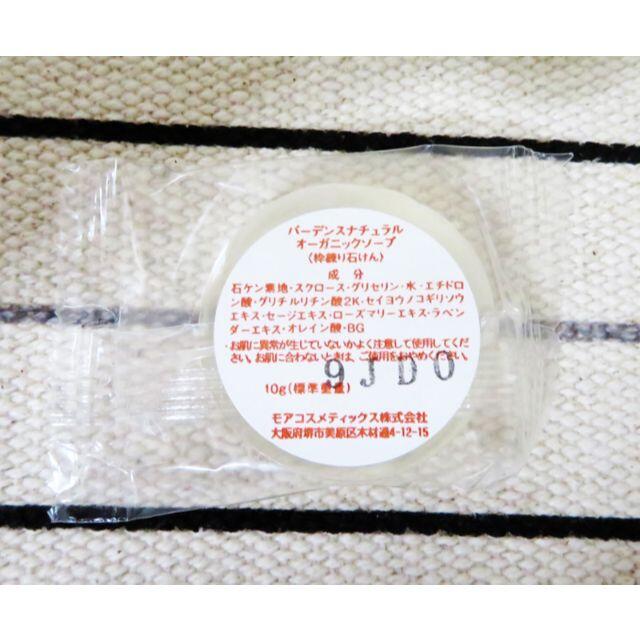 バーデンスナチュラル
オーガニックソープ
（枠練り石けん）
成 分
石ケン素地・スクロース・グリセリン・水・エチドロ
ン酸・グリチルリチン酸2K・セイヨウノコギリソウ
エキス・セージエキス・ローズマリーエキス・ラベン
ダーエキス・オレイン酸・BG
・お肌に異常が生じていないかよく注意して使用してくだ
さい。お肌に合わないときは、ご使用をおやめください。
9JD0
10g（標準重量）
モアコスメティックス株式会社
大阪府堺市美原区木材通4-12-15